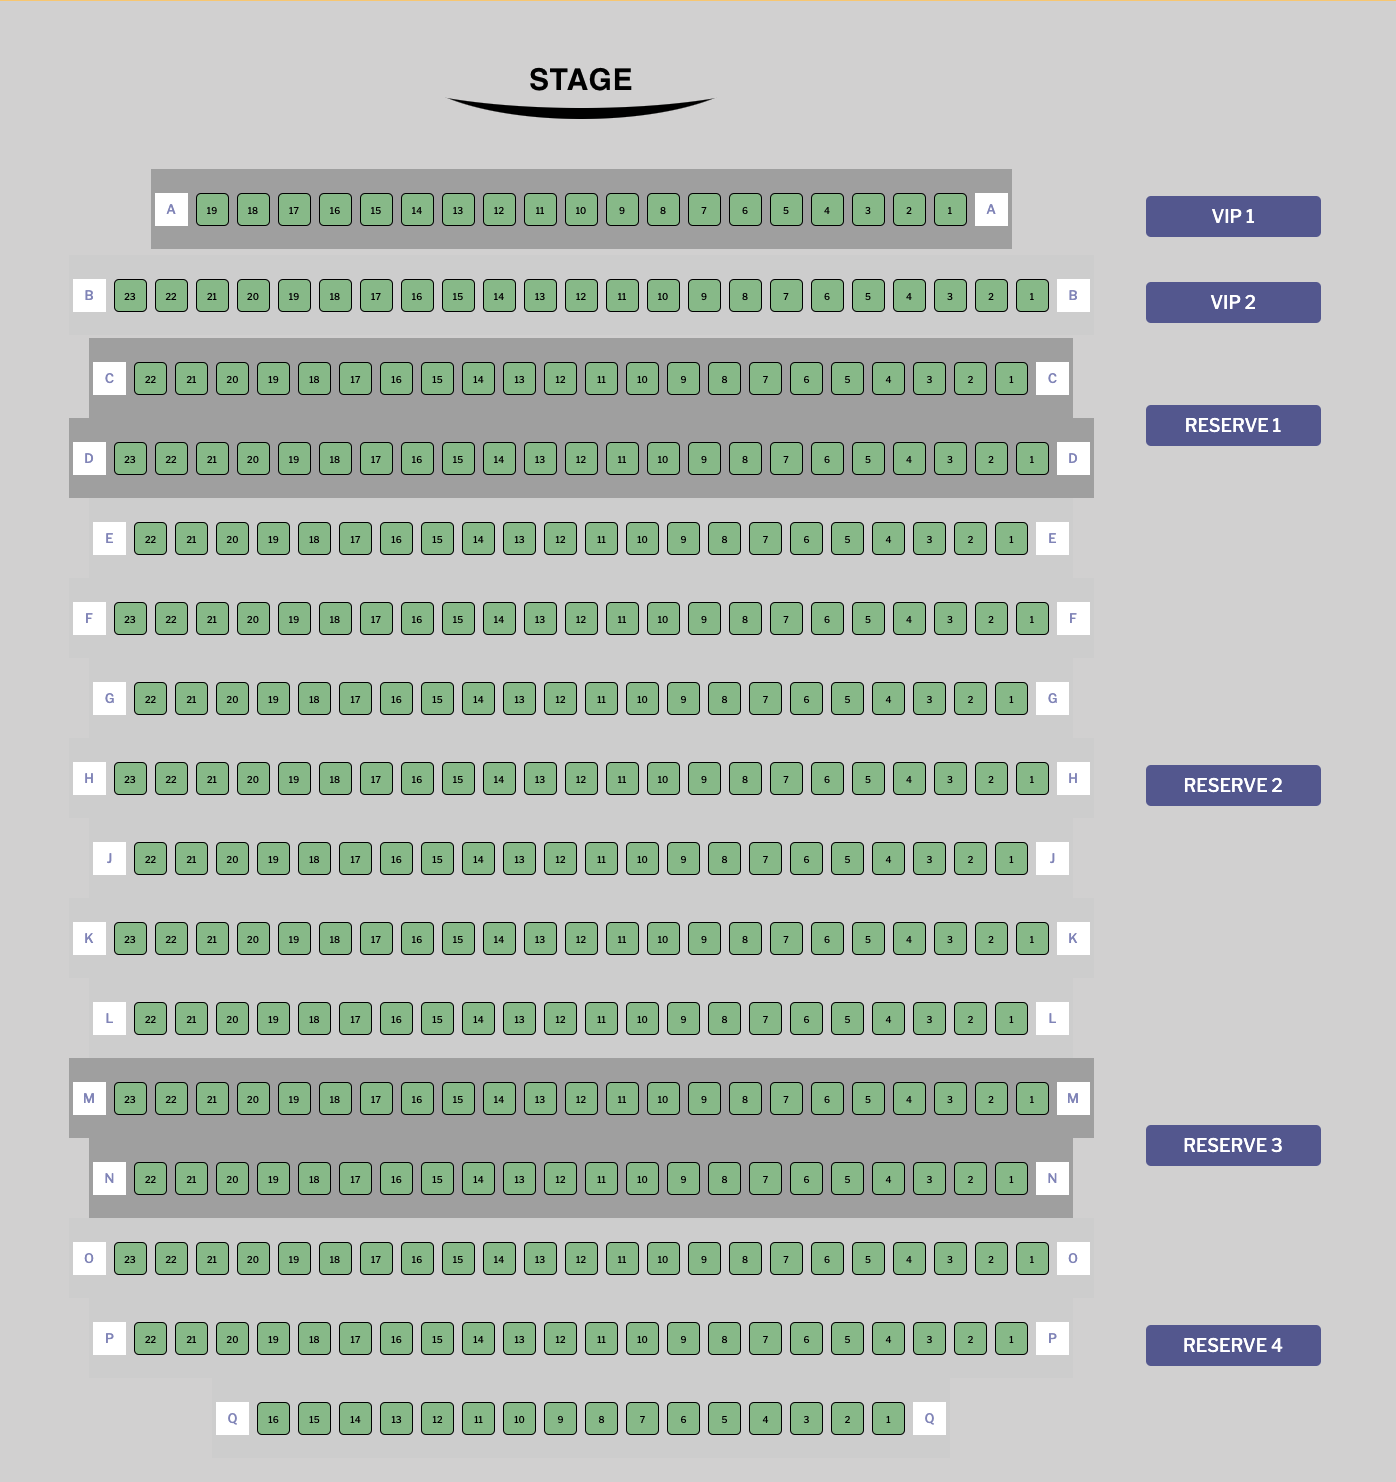 STAGE
A 19 18 17 16 15 14 13 12 11 10 9 8 7 6 5 4 3 2 1 A
VIP 1
B 23 22 21 20 19 18 17 16 15 14 13 12 11 10 9 8 7 6 5 4 3 2 1 B
VIP 2
C 22 21 20 19 18 17 16 15 14 13 12 11 10 9 8 7 6 5 4 3 2 1 C
RESERVE 1
D 23 22 21 20 19 18 17 16 15 14 13 12 11 10 9 8 7 6 5 4 3 2 1 D
E 22 21 20 19 18 17 16 15 14 13 12 11 10 9 8 7 6 5 4 3 2 1 E
F 23 22 21 20 19 18 17 16 15 14 13 12 11 10 9 8 7 6 5 4 3 2 1 F
G 22 21 20 19 18 17 16 15 14 13 12 11 10 9 8 7 6 5 4 3 2 1 G
H 23 22 21 20 19 18 17 16 15 14 13 12 11 10 9 8 7 6 5 4 3 2 1 H
RESERVE 2
J 22 21 20 19 18 17 16 15 14 13 12 11 10 9 8 7 6 5 4 3 2 1 J
K 23 22 21 20 19 18 17 16 15 14 13 12 11 10 9 8 7 6 5 4 3 2 1 K
L 22 21 20 19 18 17 16 15 14 13 12 11 10 9 8 7 6 5 4 3 2 1 L
M 23 22 21 20 19 18 17 16 15 14 13 12 11 10 9 8 7 6 5 4 3 2 1 M
RESERVE 3
N 22 21 20 19 18 17 16 15 14 13 12 11 10 9 8 7 6 5 4 3 2 1 N
O 23 22 21 20 19 18 17 16 15 14 13 12 11 10 9 8 7 6 5 4 3 2 1 O
P 22 21 20 19 18 17 16 15 14 13 12 11 10 9 8 7 6 5 4 3 2 1 P
RESERVE 4
Q 16 15 14 13 12 11 10 9 8 7 6 5 4 3 2 1 Q